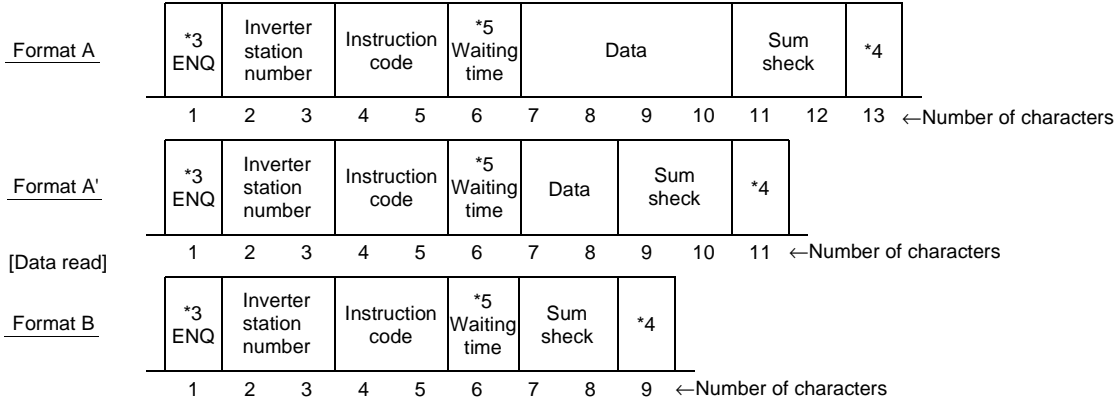 Format A
*3 ENQ
Inverter station number
Instruction code
*5 Waiting time
Data
Sum sheck
*4
1 2 3 4 5 6 7 8 9 10 11 12 13 ←Number of characters
Format A'
*3 ENQ
Inverter station number
Instruction code
*5 Waiting time
Data
Sum sheck
*4
1 2 3 4 5 6 7 8 9 10 11 ←Number of characters
[Data read]
Format B
*3 ENQ
Inverter station number
Instruction code
*5 Waiting time
Sum sheck
*4
1 2 3 4 5 6 7 8 9 ←Number of characters